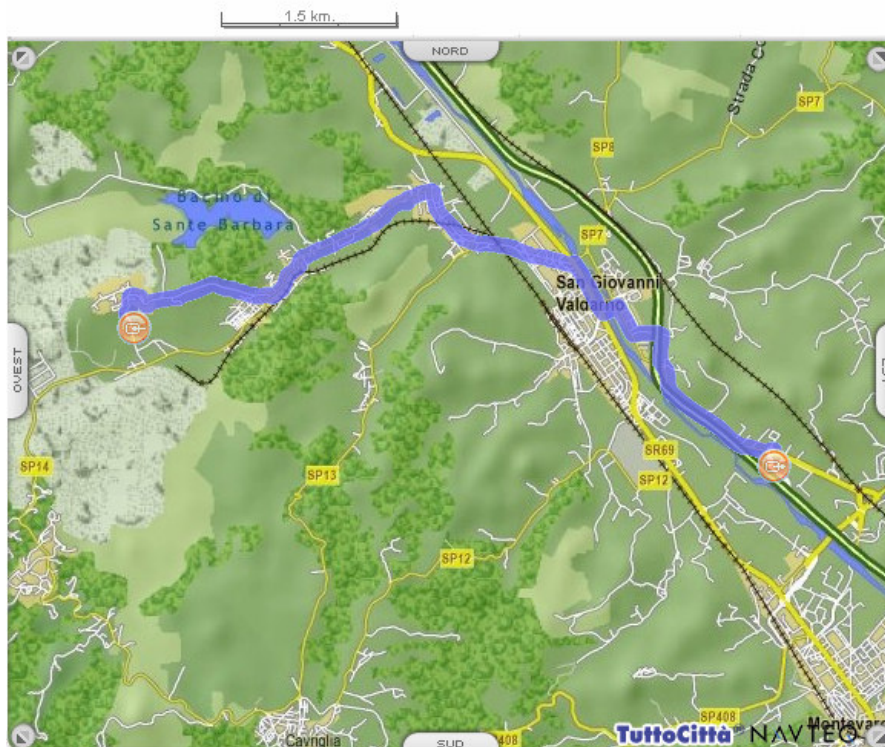 1.5 km.
NORD
Strada Co
SP7
SP8
Bacino di
Sante Barbara
SP7
San Giovanni
Valdarno
OVEST
SR69
SP14
SP13
SP12
SP12
SP408
Montevarc
Cavriglia
SUD
408
TuttoCittà® NAVTEQ